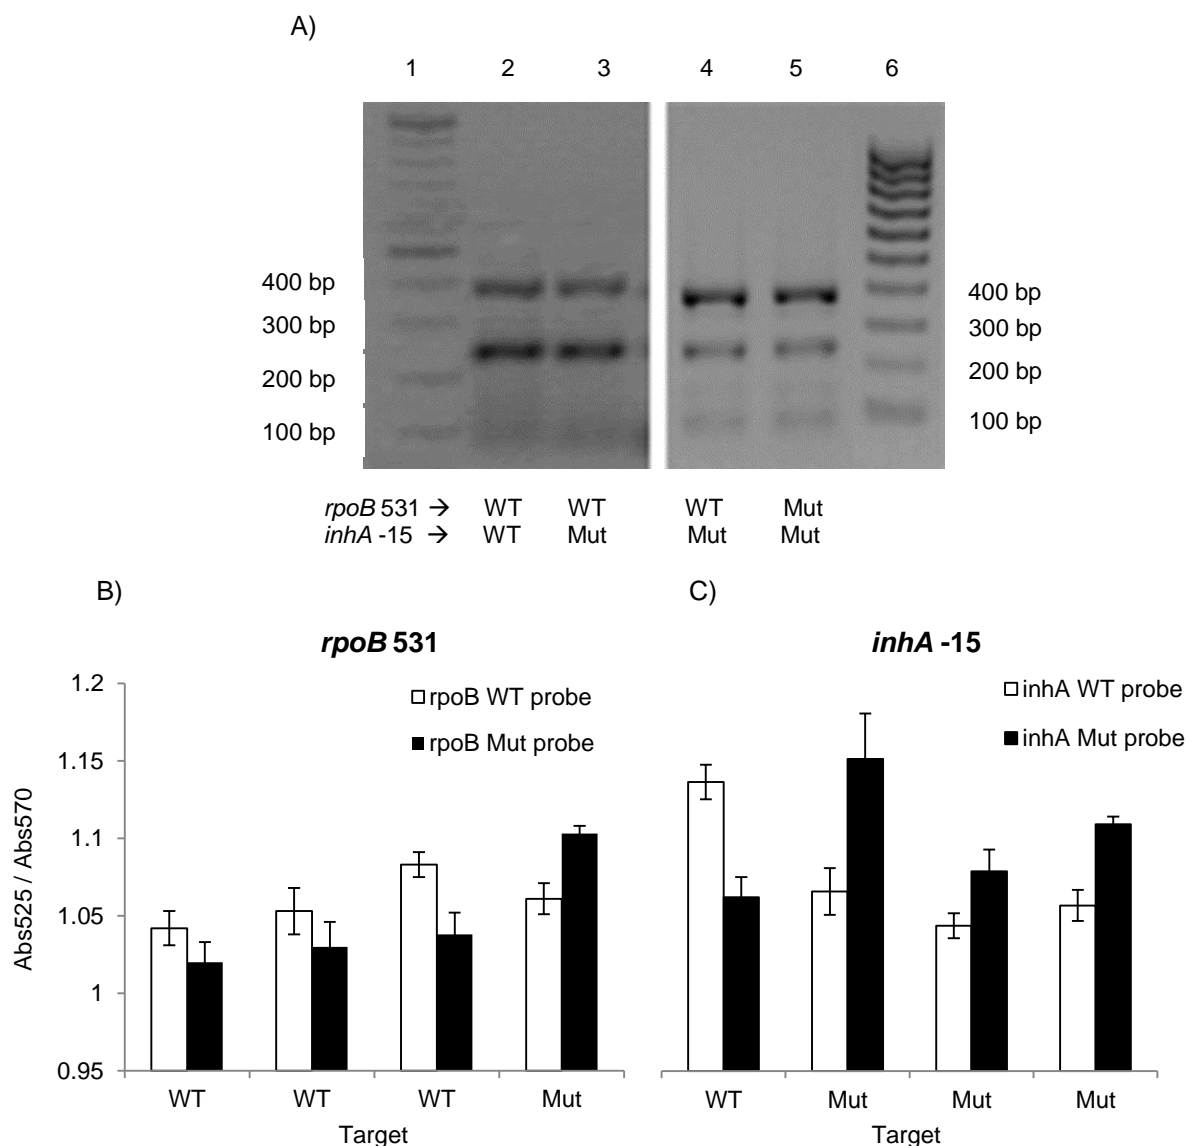 A)
1 2 3 4 5 6
400 bp
300 bp
200 bp
100 bp
400 bp
300 bp
200 bp
100 bp
rpoB 531 → WT WT WT Mut
inhA -15 → WT Mut Mut Mut
B)
rpoB 531
rpoB WT probe
rpoB Mut probe
Abs525 / Abs570
1.2
1.15
1.1
1.05
1
0.95
WT WT WT Mut
Target
C)
inhA -15
inhA WT probe
inhA Mut probe
WT Mut Mut Mut
Target